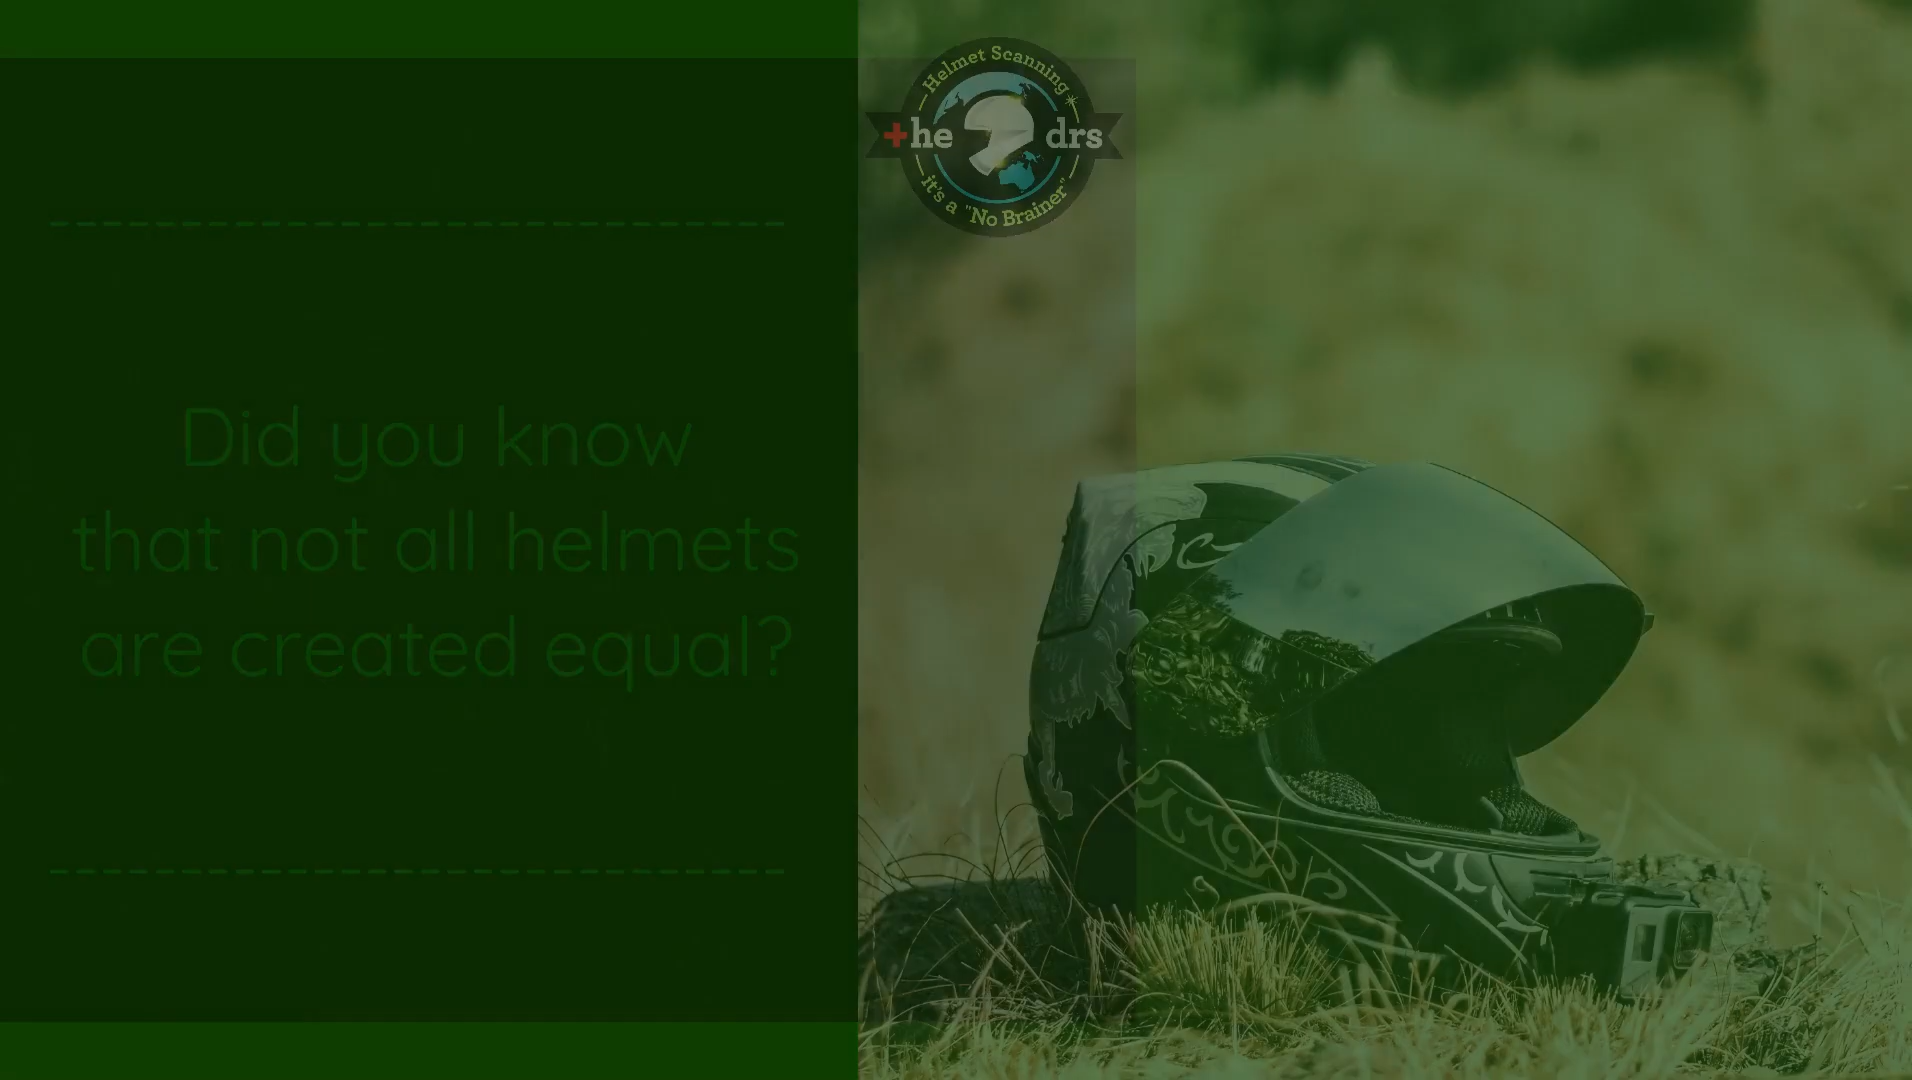 Helmet Scanning
+he drs
it's a "No Brainer"
Did you know
that not all helmets
are created equal?